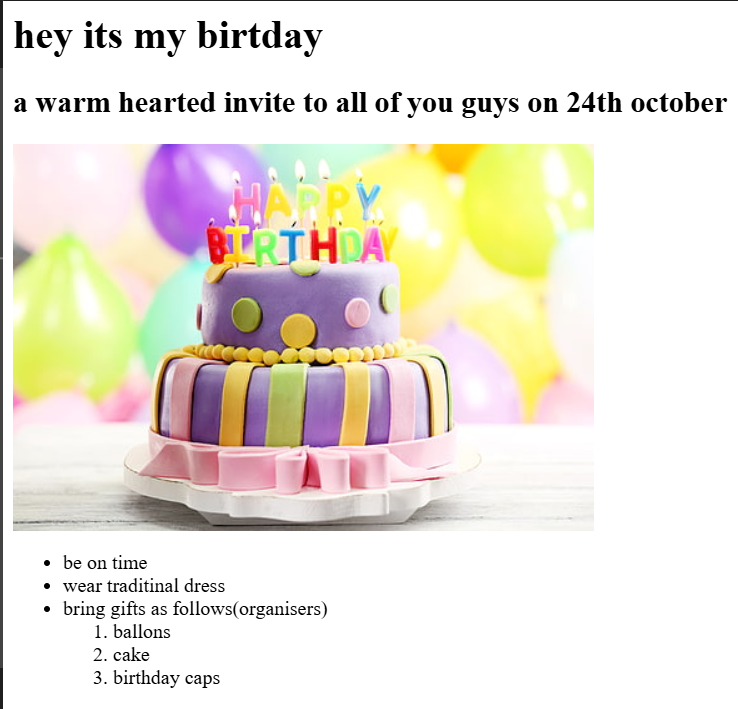 hey its my birtday
a warm hearted invite to all of you guys on 24th october
HAPPY
BIRTHDAY
be on time
wear traditinal dress
bring gifts as follows(organisers)
1. ballons
2. cake
3. birthday caps